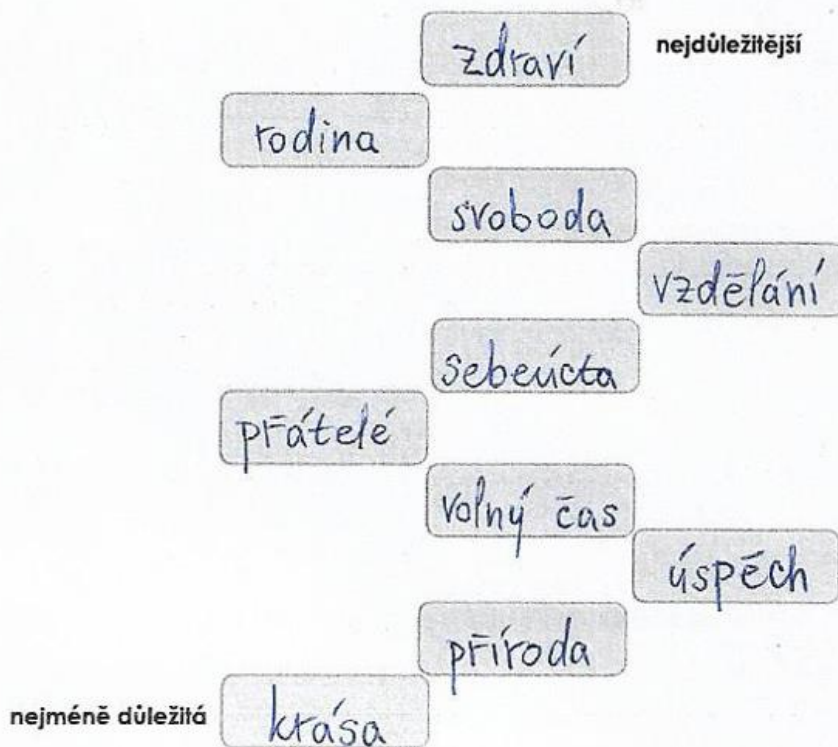 zdraví nejdůležitější
rodina
svoboda
vzdělání
sebeúcta
přátelé
volný čas
úspěch
příroda
nejméně důležitá krása